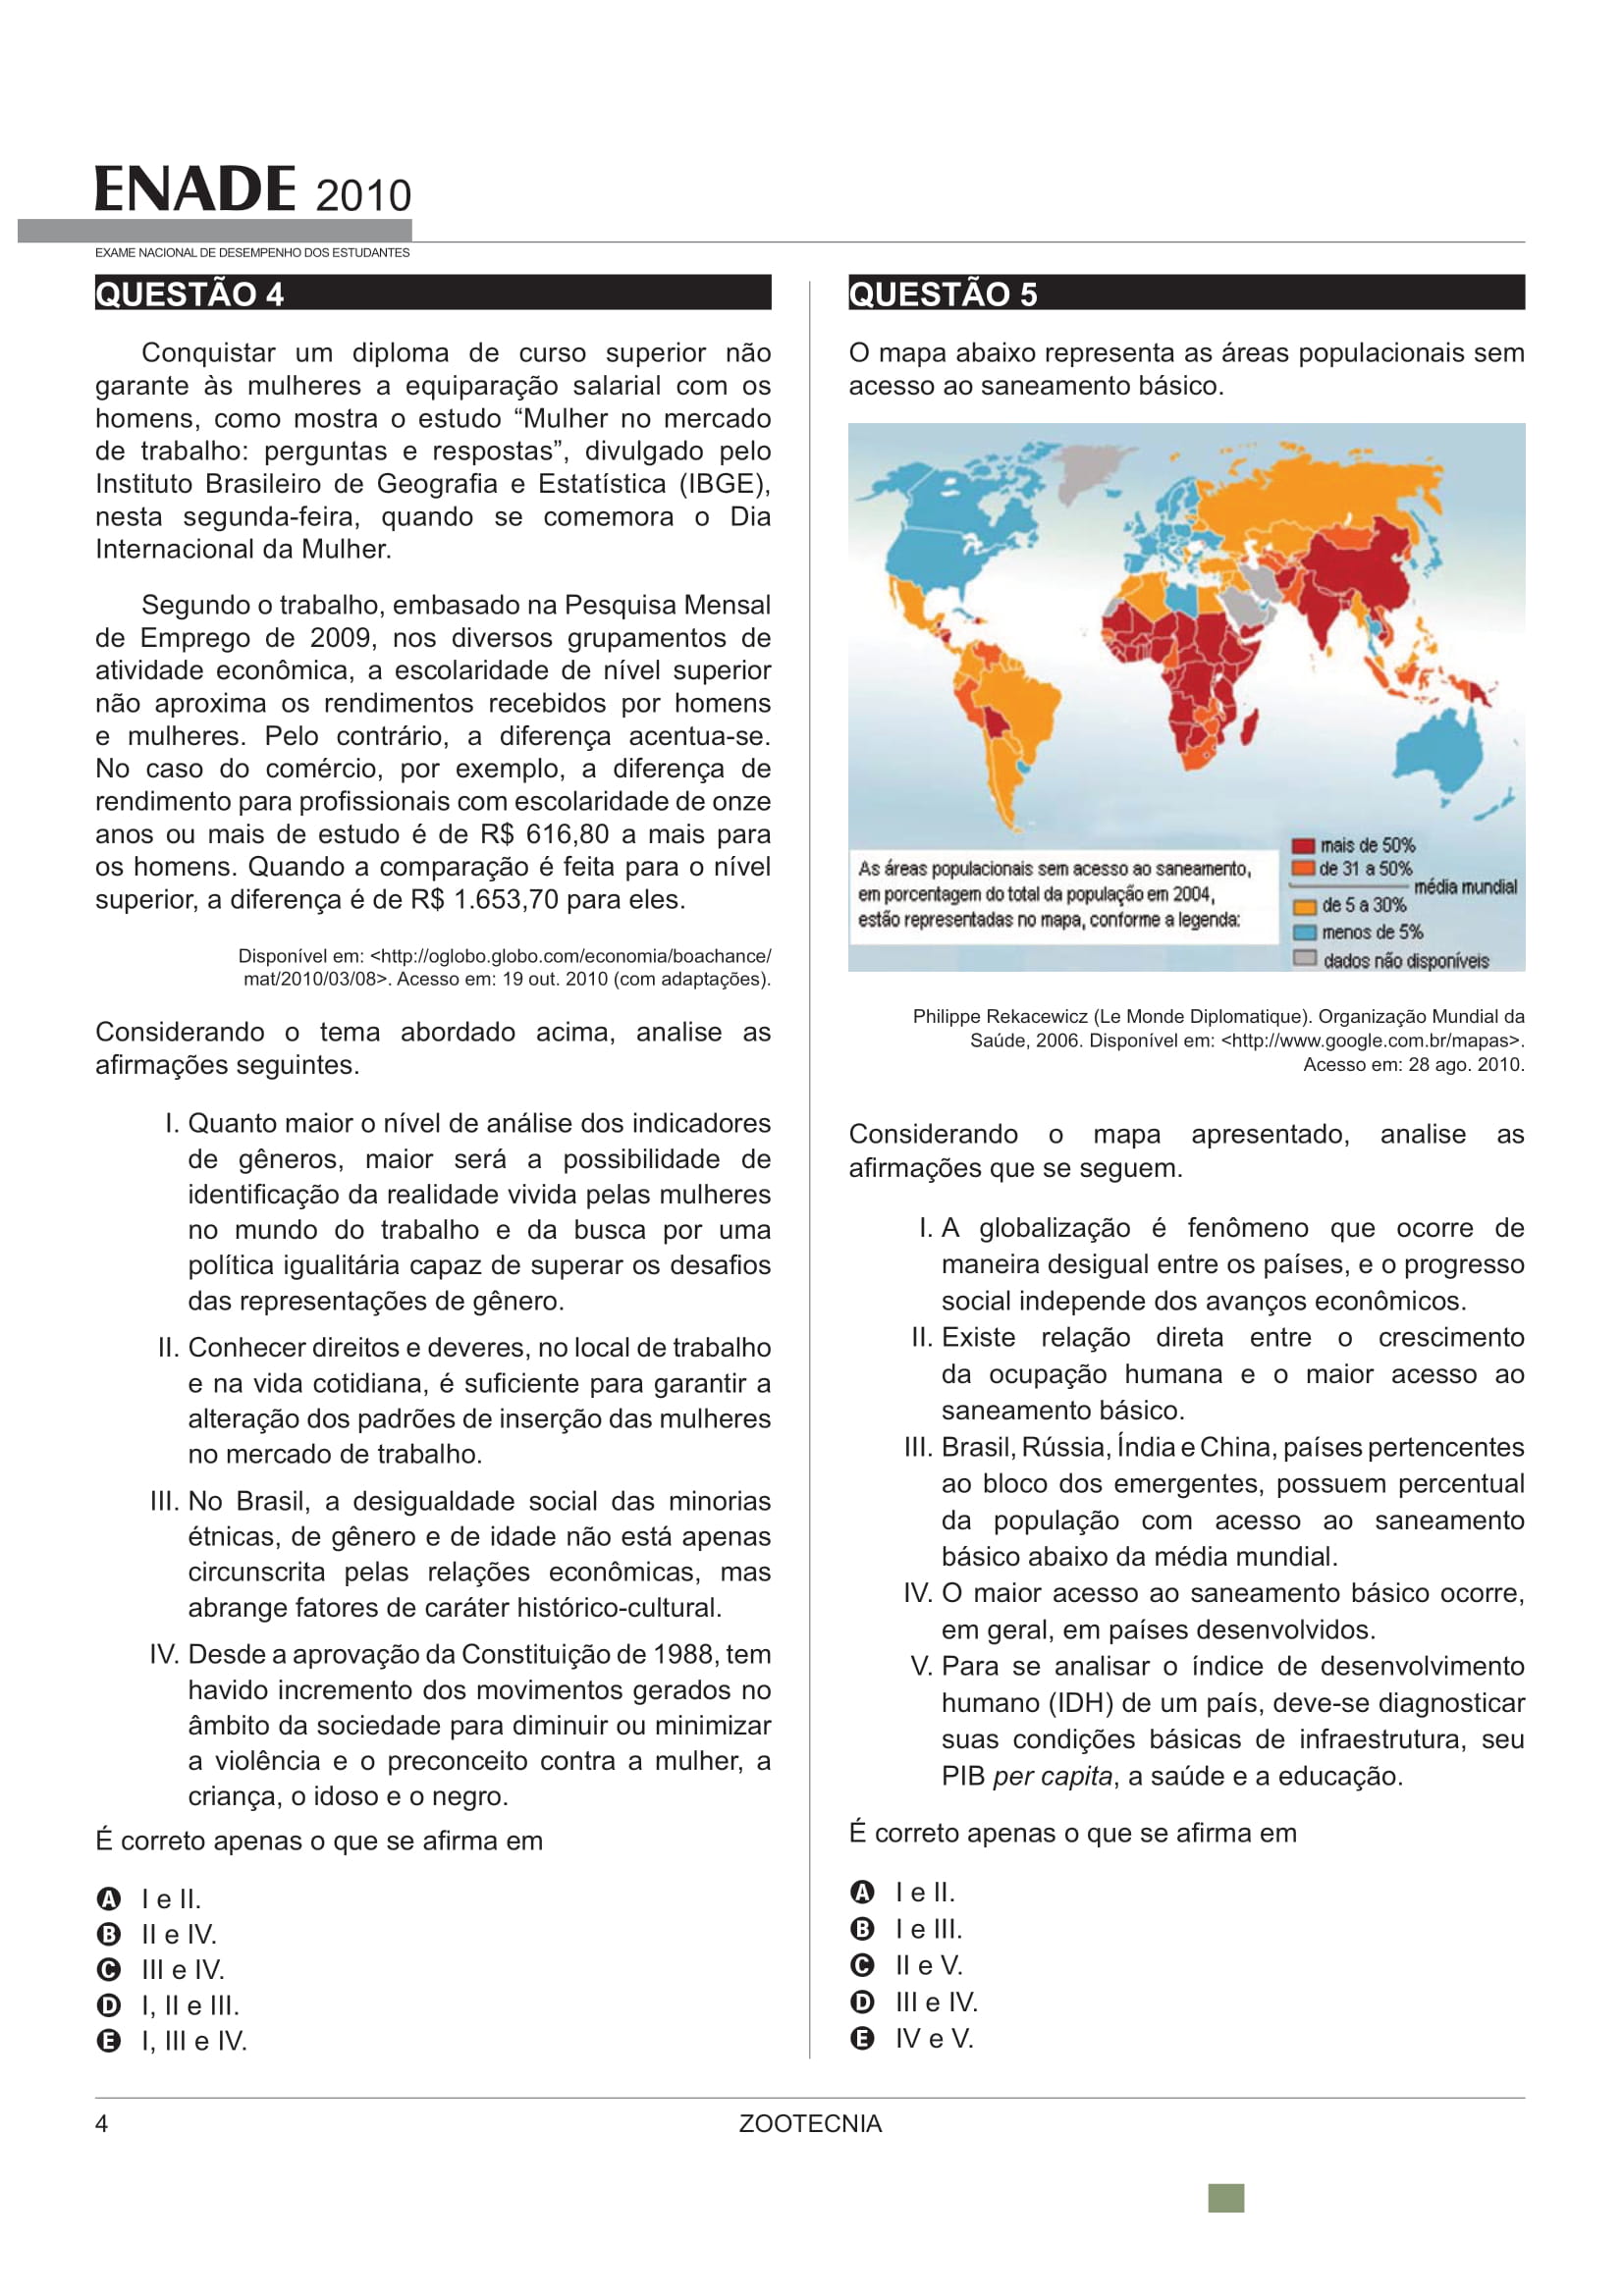 ENADE 2010
EXAME NACIONAL DE DESEMPENHO DOS ESTUDANTES
QUESTÃO 4
Conquistar um diploma de curso superior não
garante às mulheres a equiparação salarial com os
homens, como mostra o estudo “Mulher no mercado
de trabalho: perguntas e respostas”, divulgado pelo
Instituto Brasileiro de Geografia e Estatística (IBGE),
nesta segunda-feira, quando se comemora o Dia
Internacional da Mulher.
Segundo o trabalho, embasado na Pesquisa Mensal
de Emprego de 2009, nos diversos grupamentos de
atividade econômica, a escolaridade de nível superior
não aproxima os rendimentos recebidos por homens
e mulheres. Pelo contrário, a diferença acentua-se.
No caso do comércio, por exemplo, a diferença de
rendimento para profissionais com escolaridade de onze
anos ou mais de estudo é de R$ 616,80 a mais para
os homens. Quando a comparação é feita para o nível
superior, a diferença é de R$ 1.653,70 para eles.
Disponível em: <http://oglobo.globo.com/economia/boachance/
mat/2010/03/08>. Acesso em: 19 out. 2010 (com adaptações).
Considerando o tema abordado acima, analise as
afirmações seguintes.
I. Quanto maior o nível de análise dos indicadores
de gêneros, maior será a possibilidade de
identificação da realidade vivida pelas mulheres
no mundo do trabalho e da busca por uma
política igualitária capaz de superar os desafios
das representações de gênero.
II. Conhecer direitos e deveres, no local de trabalho
e na vida cotidiana, é suficiente para garantir a
alteração dos padrões de inserção das mulheres
no mercado de trabalho.
III. No Brasil, a desigualdade social das minorias
étnicas, de gênero e de idade não está apenas
circunscrita pelas relações econômicas, mas
abrange fatores de caráter histórico-cultural.
IV. Desde a aprovação da Constituição de 1988, tem
havido incremento dos movimentos gerados no
âmbito da sociedade para diminuir ou minimizar
a violência e o preconceito contra a mulher, a
criança, o idoso e o negro.
É correto apenas o que se afirma em
A I e II.
B II e IV.
C III e IV.
D I, II e III.
E I, III e IV.
QUESTÃO 5
O mapa abaixo representa as áreas populacionais sem
acesso ao saneamento básico.
As áreas populacionais sem acesso ao saneamento,
em porcentagem do total da população em 2004,
estão representadas no mapa, conforme a legenda:
mais de 50%
de 31 a 50%
média mundial
de 5 a 30%
menos de 5%
dados não disponíveis
Philippe Rekacewicz (Le Monde Diplomatique). Organização Mundial da
Saúde, 2006. Disponível em: <http://www.google.com.br/mapas>.
Acesso em: 28 ago. 2010.
Considerando o mapa apresentado, analise as
afirmações que se seguem.
I. A globalização é fenômeno que ocorre de
maneira desigual entre os países, e o progresso
social independe dos avanços econômicos.
II. Existe relação direta entre o crescimento
da ocupação humana e o maior acesso ao
saneamento básico.
III. Brasil, Rússia, Índia e China, países pertencentes
ao bloco dos emergentes, possuem percentual
da população com acesso ao saneamento
básico abaixo da média mundial.
IV. O maior acesso ao saneamento básico ocorre,
em geral, em países desenvolvidos.
V. Para se analisar o índice de desenvolvimento
humano (IDH) de um país, deve-se diagnosticar
suas condições básicas de infraestrutura, seu
PIB per capita, a saúde e a educação.
É correto apenas o que se afirma em
A I e II.
B I e III.
C II e V.
D III e IV.
E IV e V.
4
ZOOTECNIA